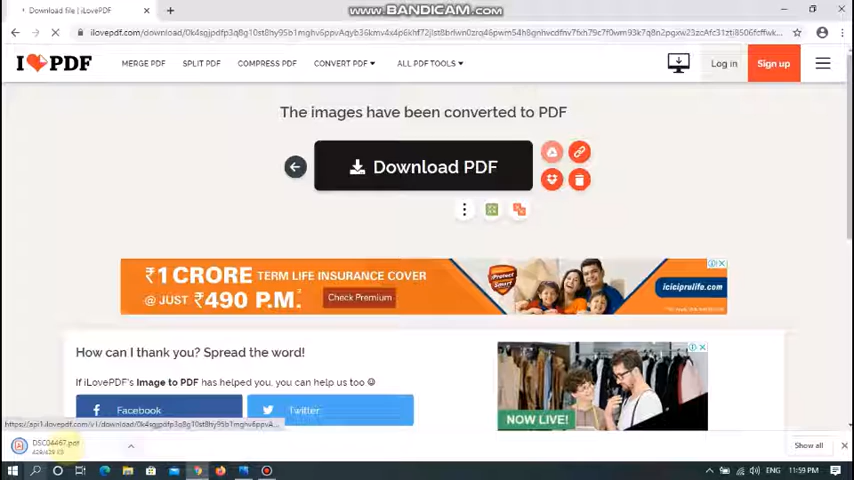 www.BANDICAM.com
Download file | iLovePDF
I PDF
MERGE PDF
SPLIT PDF
COMPRESS PDF
CONVERT PDF
ALL PDF TOOLS
Log in
Sign up
The images have been converted to PDF
Download PDF
₹1 CRORE TERM LIFE INSURANCE COVER
@ JUST ₹490 P.M.
Check Premium
iProtect Smart
iciciprulife.com
How can I thank you? Spread the word!
If iLovePDF's Image to PDF has helped you, you can help us too
Facebook
Twitter
NOW LIVE!
DSC04467.pdf
Show all
ENG
11:59 PM